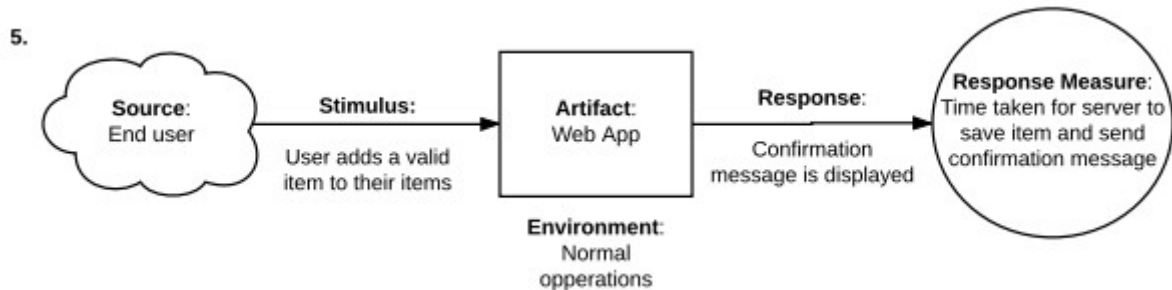 5.
Source:
End user
Stimulus:
User adds a valid
item to their items
Artifact:
Web App
Environment:
Normal
opperations
Response:
Confirmation
message is displayed
Response Measure:
Time taken for server to
save item and send
confirmation message